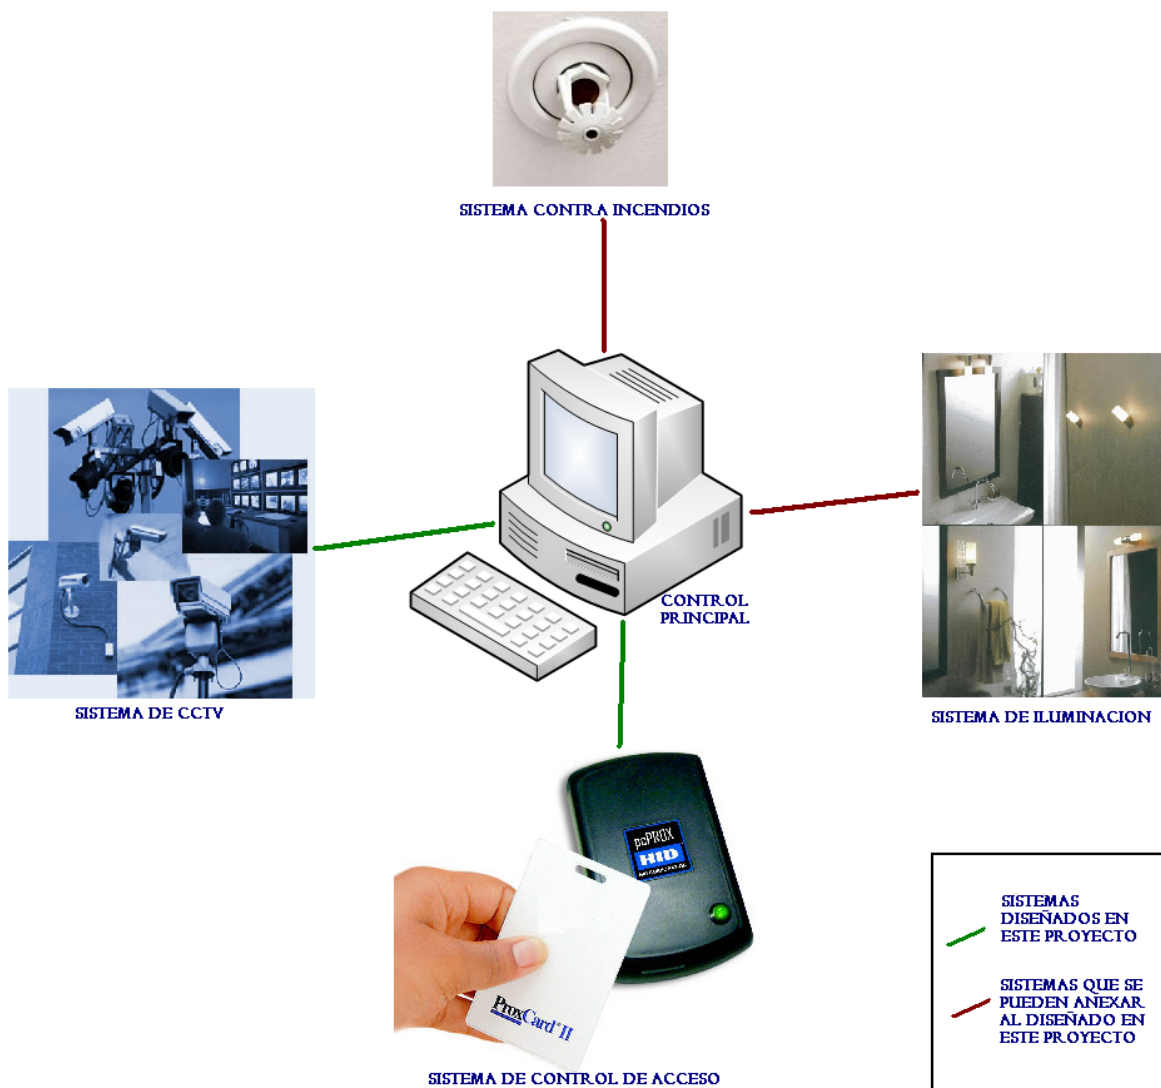 SISTEMA CONTRA INCENDIOS
CONTROL
PRINCIPAL
SISTEMA DE CCTV
SISTEMA DE ILUMINACION
pcPROX
HID
ProxCard II
SISTEMA DE CONTROL DE ACCESO
SISTEMAS
DISEÑADOS EN
ESTE PROYECTO
SISTEMAS QUE SE
PUEDEN ANEXAR
AL DISEÑADO EN
ESTE PROYECTO